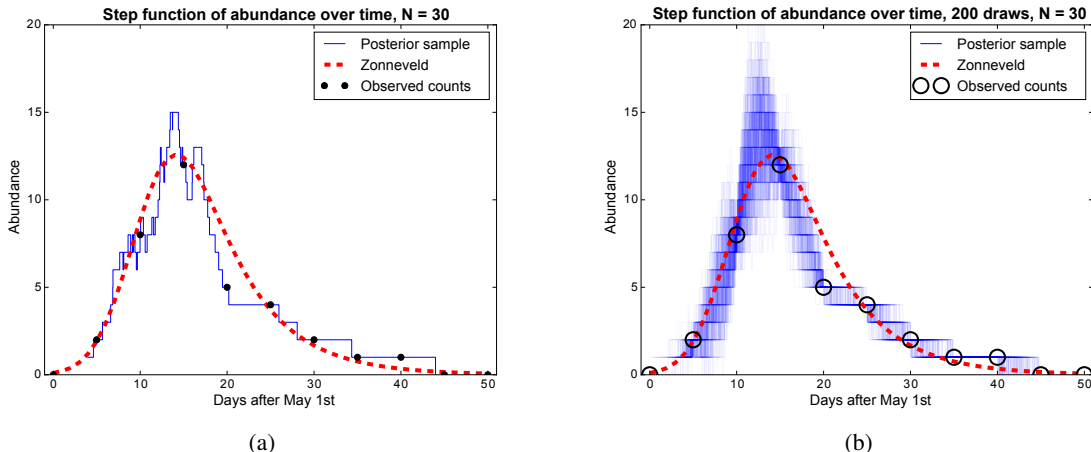 Step function of abundance over time, N = 30
20
15
10
5
0
Abundance
0 10 20 30 40 50
Days after May 1st
Posterior sample
Zonneveld
Observed counts
(a)
Step function of abundance over time, 200 draws, N = 30
20
15
10
5
0
Abundance
0 10 20 30 40 50
Days after May 1st
Posterior sample
Zonneveld
Observed counts
(b)